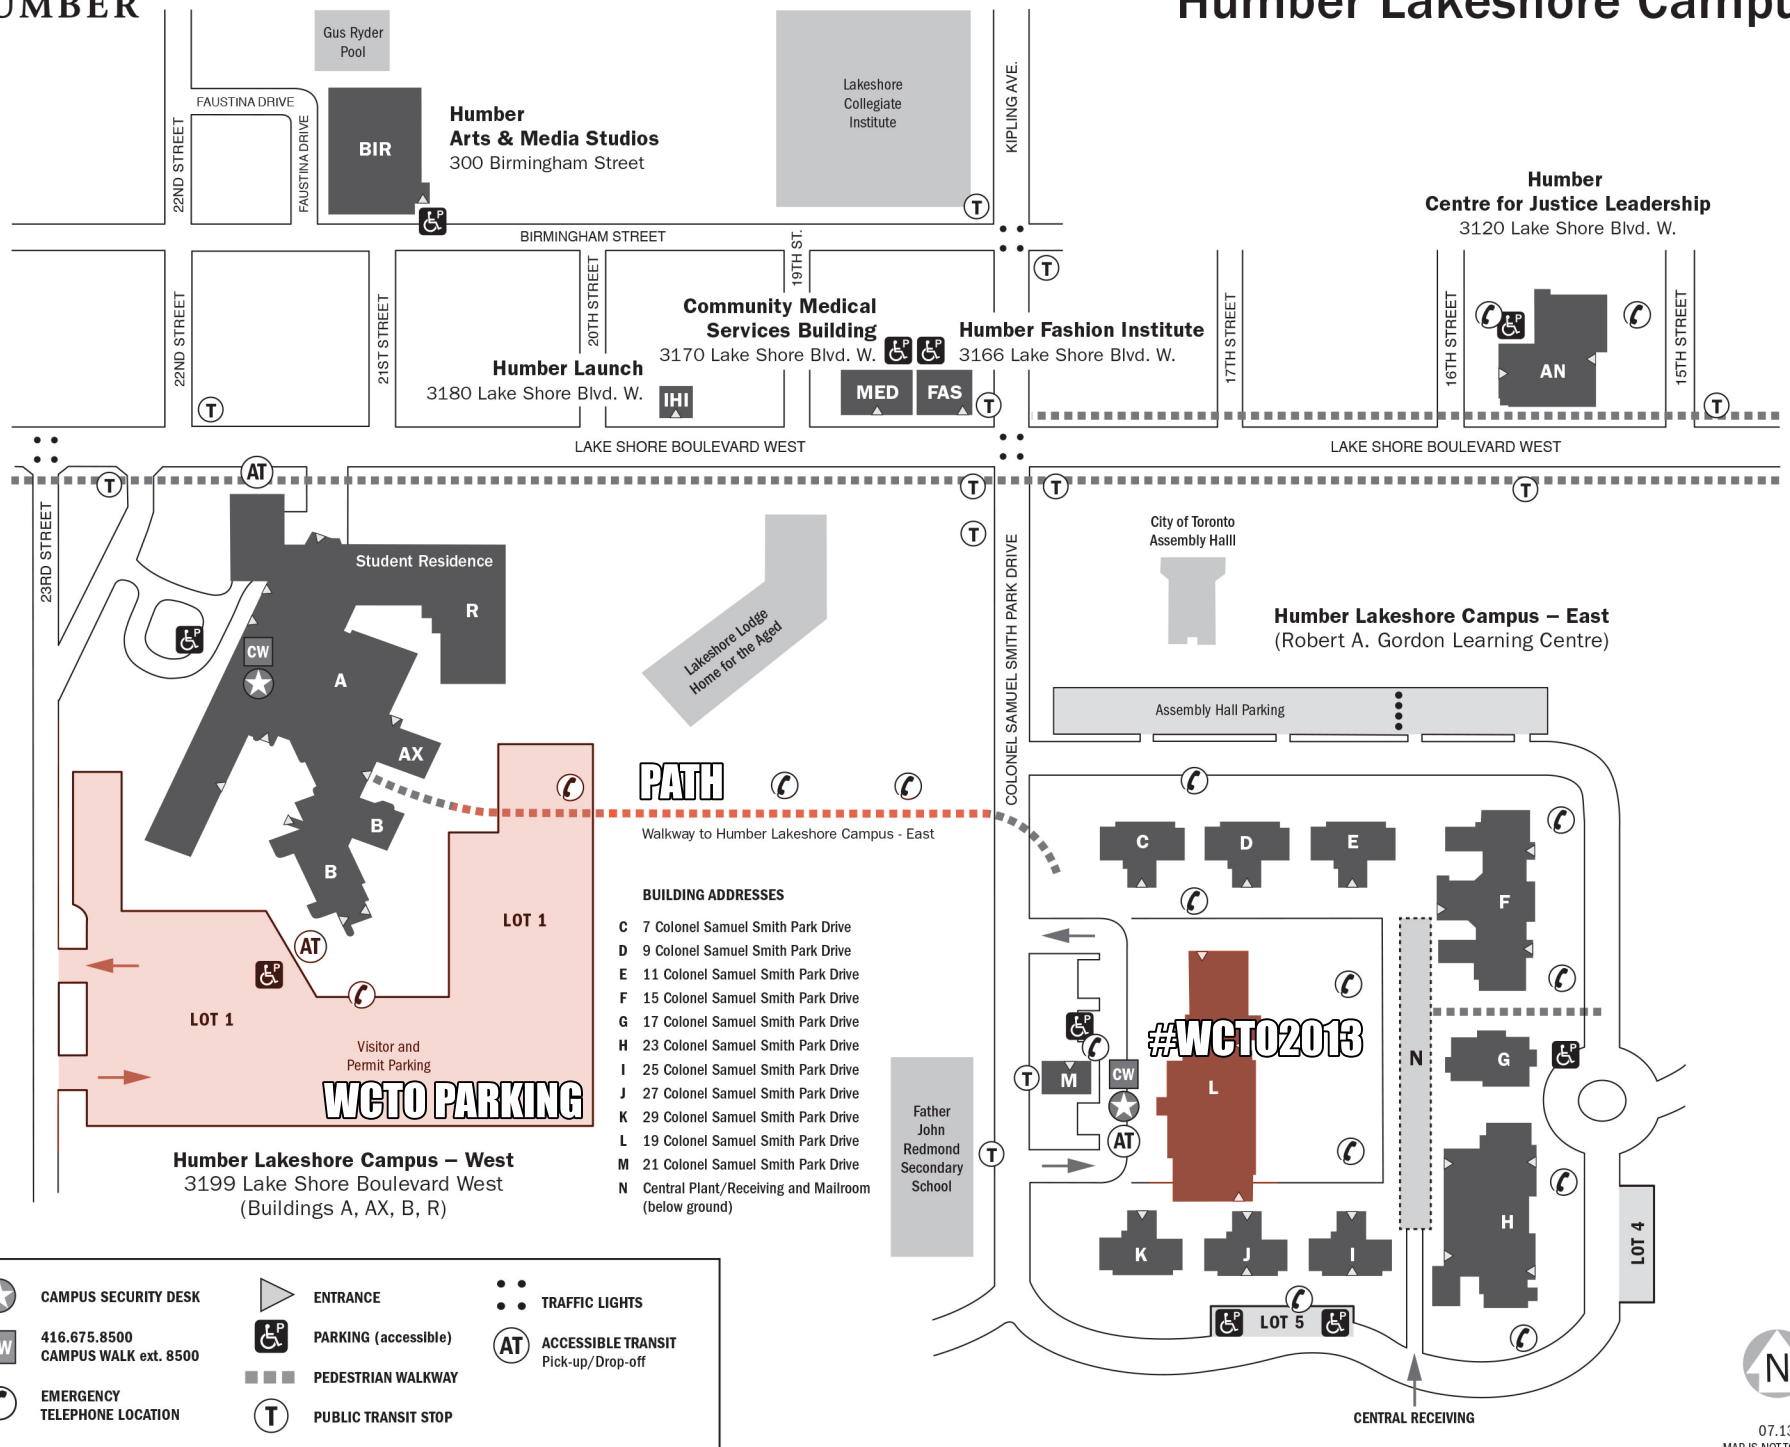 UMBER
Humber Lakeshore Campu
Gus Ryder
Pool
FAUSTINA DRIVE
FAUSTINA DRIVE
22ND STREET
BIR
Humber
Arts & Media Studios
300 Birmingham Street
Lakeshore
Collegiate
Institute
KIPLING AVE.
T
Humber
Centre for Justice Leadership
3120 Lake Shore Blvd. W.
BIRMINGHAM STREET
19TH ST.
T
22ND STREET
21ST STREET
20TH STREET
Community Medical
Services Building
3170 Lake Shore Blvd. W.
Humber Fashion Institute
3166 Lake Shore Blvd. W.
Humber Launch
3180 Lake Shore Blvd. W.
IHI
MED
FAS
T
T
17TH STREET
16TH STREET
15TH STREET
AN
T
LAKE SHORE BOULEVARD WEST
LAKE SHORE BOULEVARD WEST
AT
T
T
T
T
T
23RD STREET
Student Residence
R
CW
A
AX
B
B
Lakeshore Lodge
Home for the Aged
COLONEL SAMUEL SMITH PARK DRIVE
City of Toronto
Assembly Halll
Humber Lakeshore Campus – East
(Robert A. Gordon Learning Centre)
Assembly Hall Parking
PATH
Walkway to Humber Lakeshore Campus - East
C
D
E
F
LOT 1
AT
LOT 1
Visitor and
Permit Parking
WCTO PARKING
Humber Lakeshore Campus – West
3199 Lake Shore Boulevard West
(Buildings A, AX, B, R)
BUILDING ADDRESSES
C 7 Colonel Samuel Smith Park Drive
D 9 Colonel Samuel Smith Park Drive
E 11 Colonel Samuel Smith Park Drive
F 15 Colonel Samuel Smith Park Drive
G 17 Colonel Samuel Smith Park Drive
H 23 Colonel Samuel Smith Park Drive
I 25 Colonel Samuel Smith Park Drive
J 27 Colonel Samuel Smith Park Drive
K 29 Colonel Samuel Smith Park Drive
L 19 Colonel Samuel Smith Park Drive
M 21 Colonel Samuel Smith Park Drive
N Central Plant/Receiving and Mailroom
(below ground)
Father
John
Redmond
Secondary
School
T
T
M
CW
AT
#WCTO2013
L
N
G
H
K
J
I
LOT 4
LOT 5
CENTRAL RECEIVING
CAMPUS SECURITY DESK
W
416.675.8500
CAMPUS WALK ext. 8500
EMERGENCY
TELEPHONE LOCATION
ENTRANCE
PARKING (accessible)
PEDESTRIAN WALKWAY
T
PUBLIC TRANSIT STOP
TRAFFIC LIGHTS
AT
ACCESSIBLE TRANSIT
Pick-up/Drop-off
N
07.13